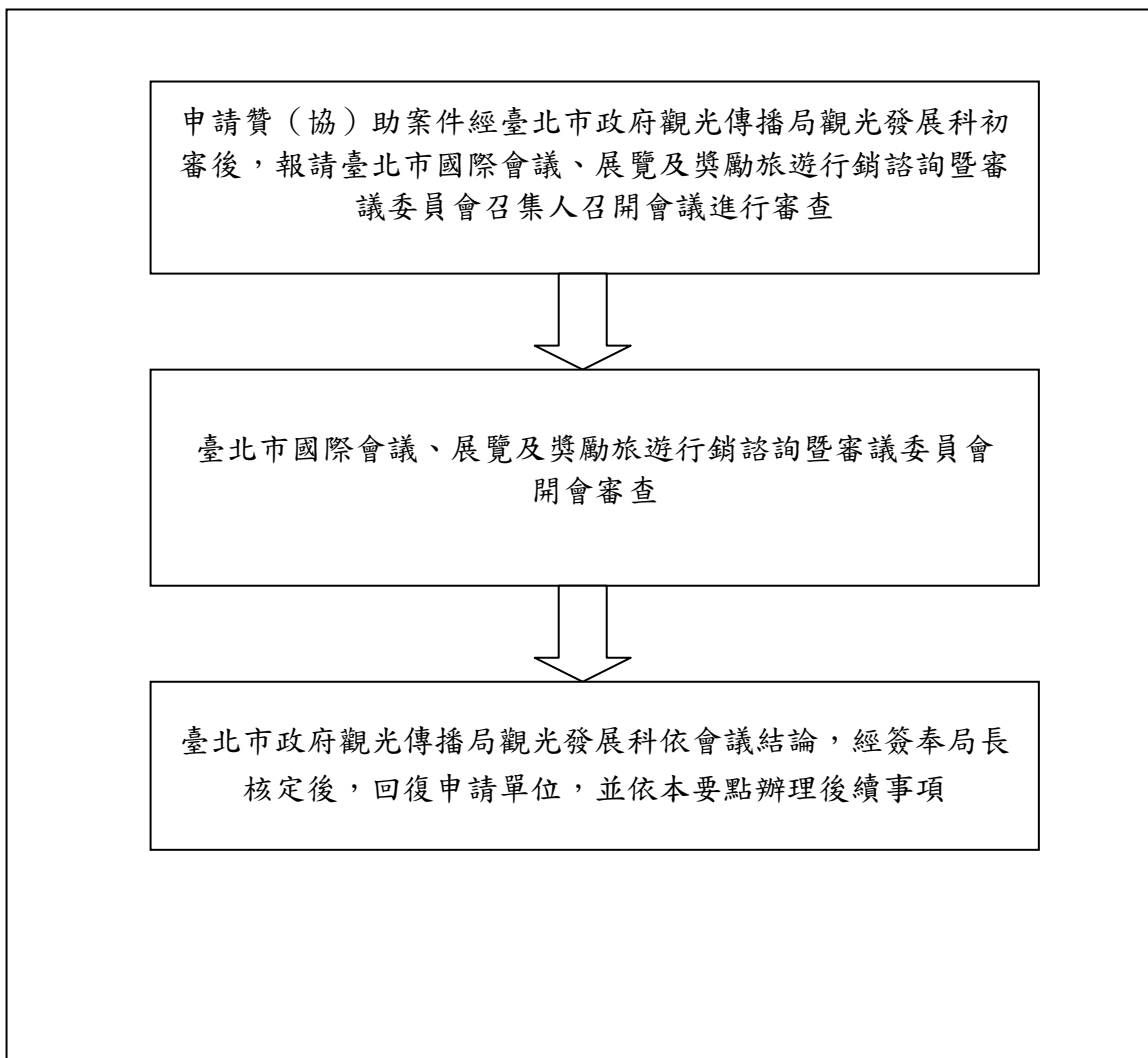 申請贊（協）助案件經臺北市政府觀光傳播局觀光發展科初
審後，報請臺北市國際會議、展覽及獎勵旅遊行銷諮詢暨審
議委員會召集人召開會議進行審查
臺北市國際會議、展覽及獎勵旅遊行銷諮詢暨審議委員會
開會審查
臺北市政府觀光傳播局觀光發展科依會議結論，經簽奉局長
核定後，回復申請單位，並依本要點辦理後續事項